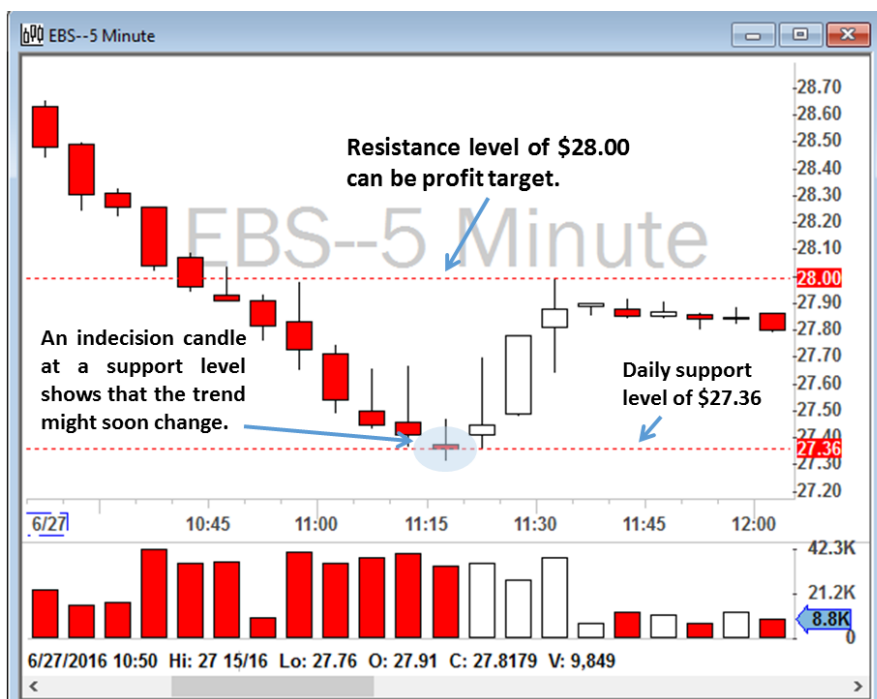 EBS--5 Minute
28.70
28.60
Resistance level of $28.00
can be profit target.
28.50
28.40
28.30
28.20
EBS--5 Minute
28.10
28.00
27.90
27.80
An indecision candle
at a support level
shows that the trend
might soon change.
27.70
27.60
Daily support
level of $27.36
27.50
27.40
27.36
27.30
27.20
6/27 10:45 11:00 11:15 11:30 11:45 12:00
42.3K
21.2K
8.8K
0
6/27/2016 10:50 Hi: 27 15/16 Lo: 27.76 O: 27.91 C: 27.8179 V: 9,849